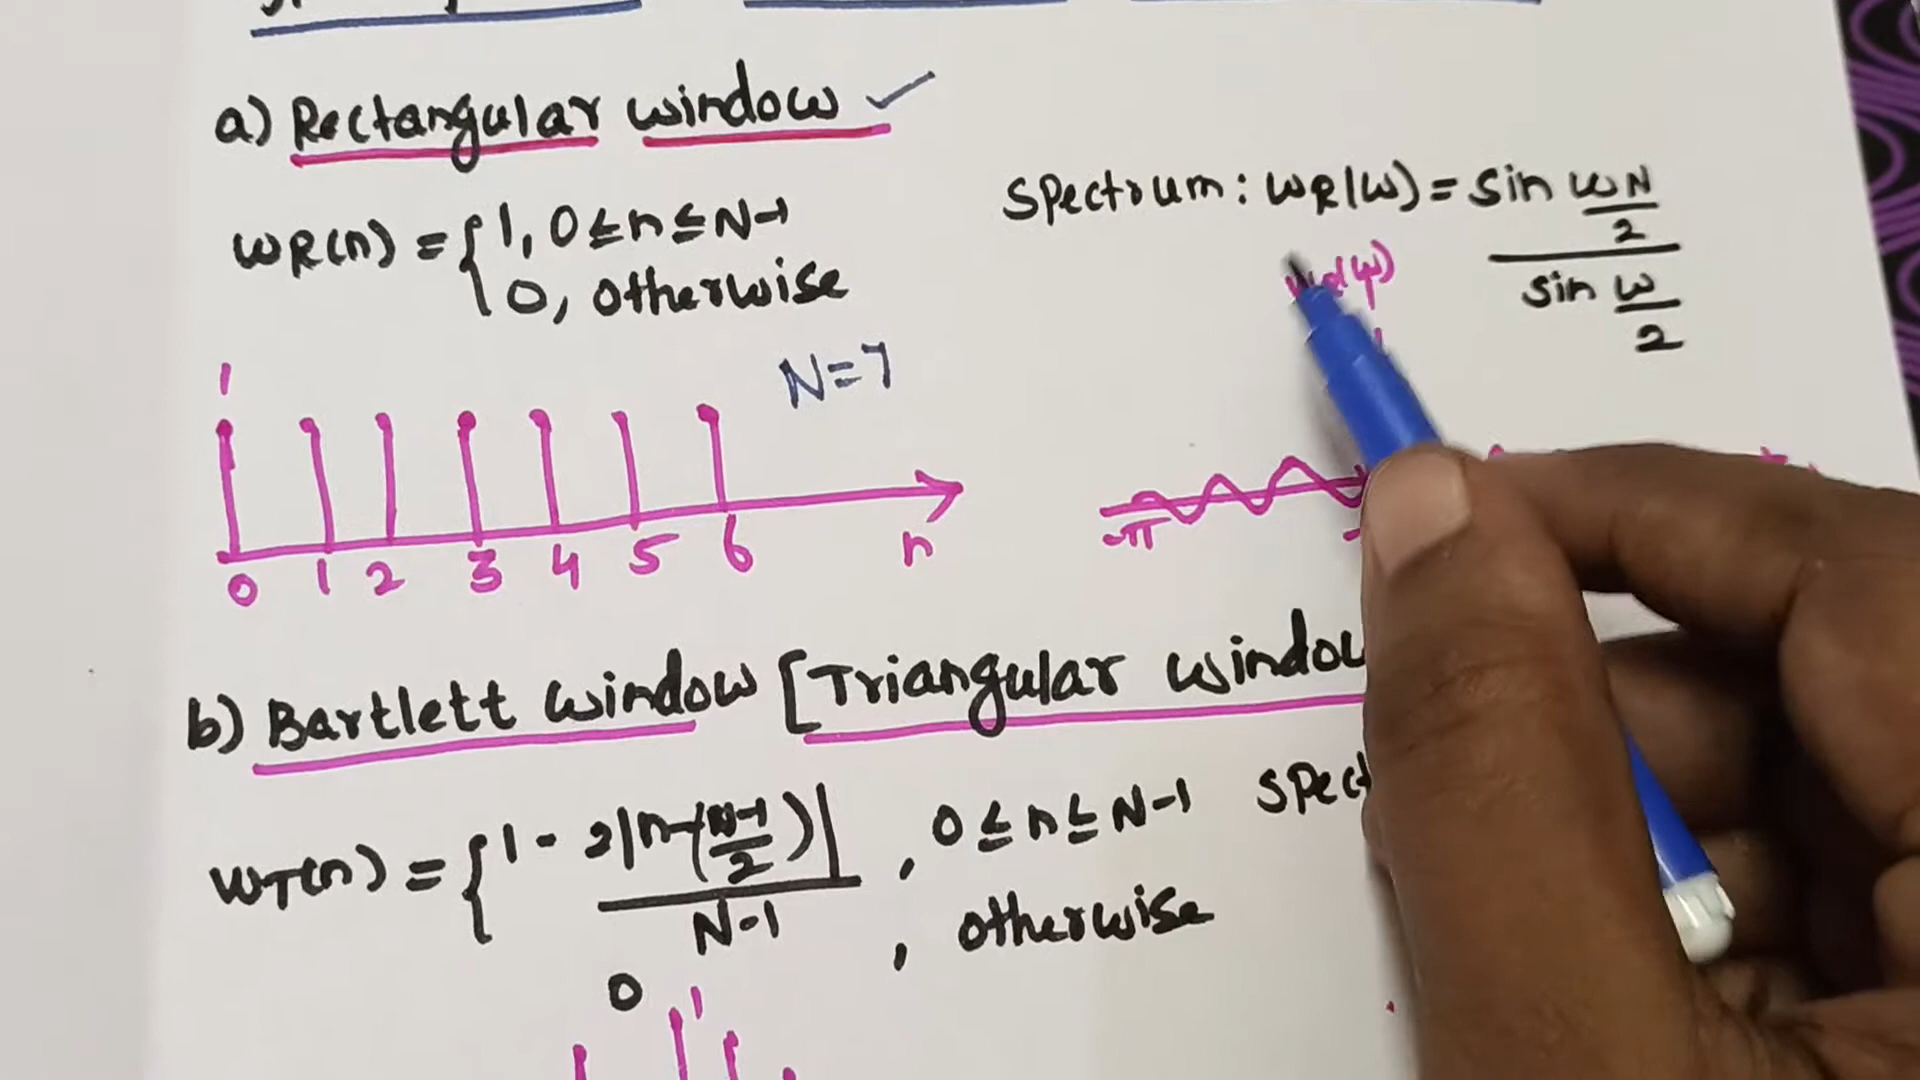 a) Rectangular window ✓
Spectrum: WR(ω) = sin ωN/2 / sin ω/2
WR(n) = { 1, 0≤n≤N-1
0, otherwise
N=7
1
0 1 2 3 4 5 6 n
-π
b) Bartlett window [Triangular
WT(n) = { 1- 2|n-(N-1/2)| / N-1 , 0≤n≤N-1
0 , otherwise
1